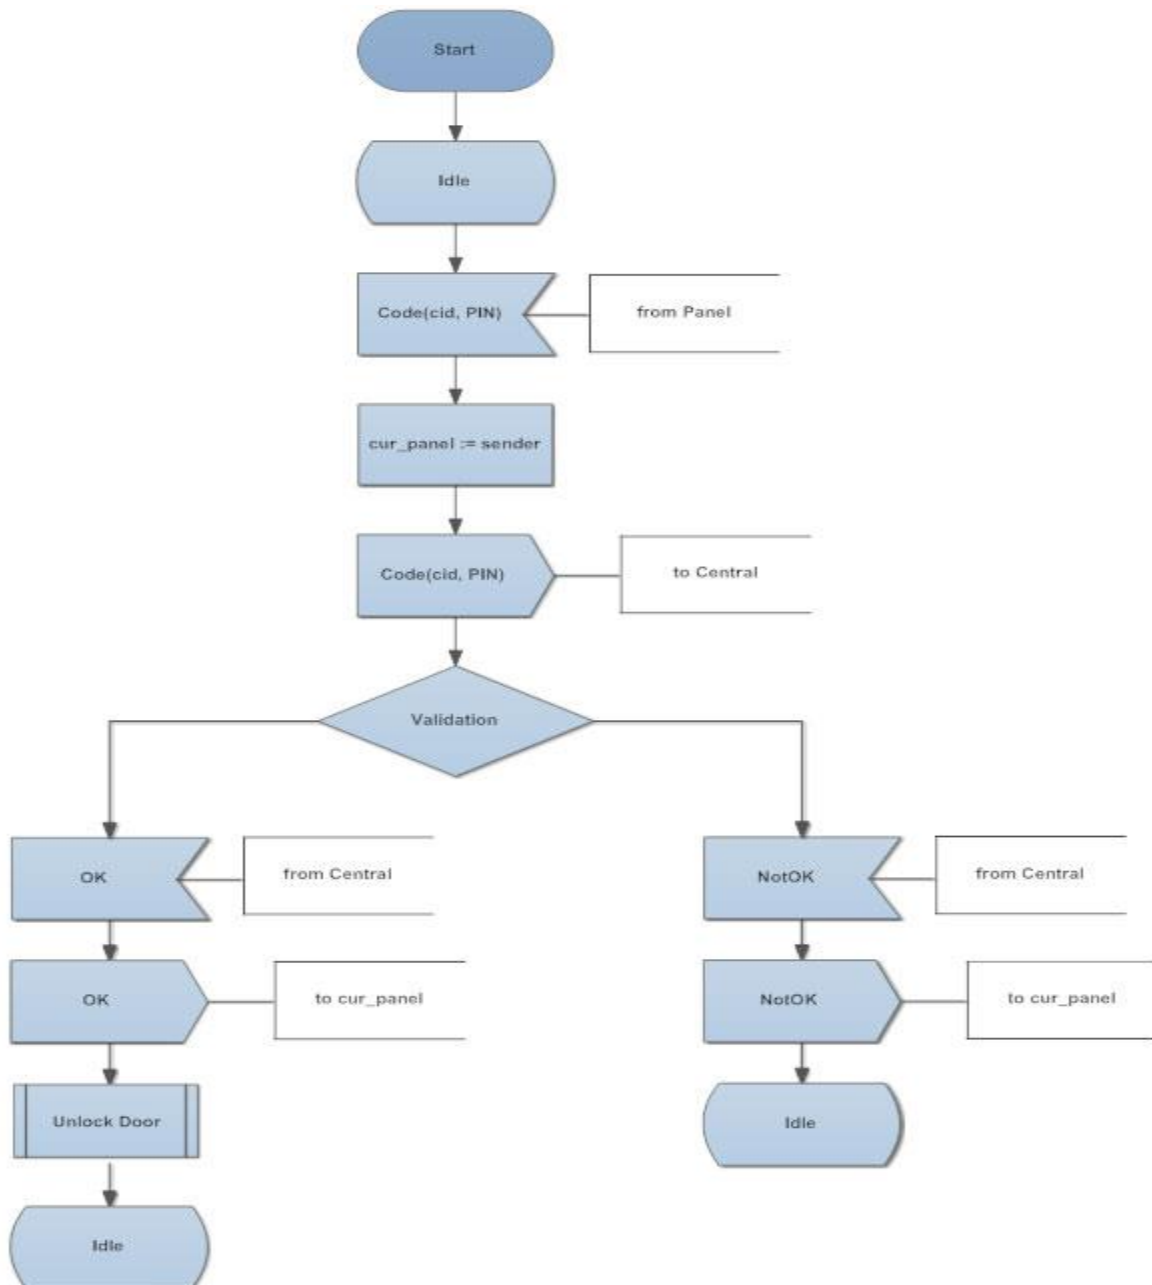 Start
Idle
Code(cid, PIN)
from Panel
cur_panel := sender
Code(cid, PIN)
to Central
Validation
OK
from Central
NotOK
from Central
OK
to cur_panel
NotOK
to cur_panel
Unlock Door
Idle
Idle